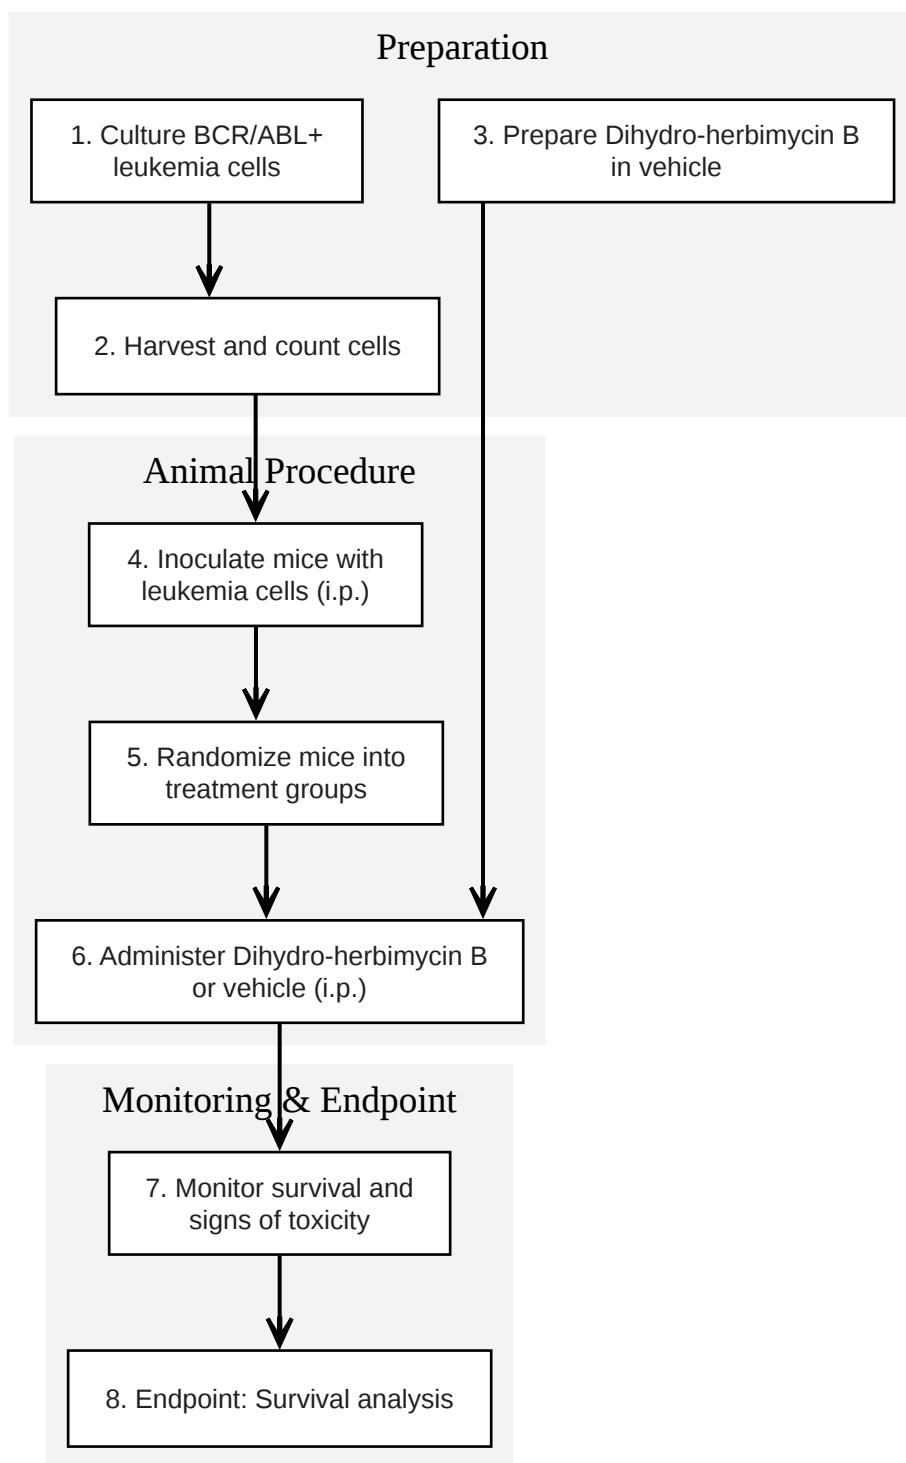 Preparation
1. Culture BCR/ABL+
leukemia cells
3. Prepare Dihydro-herbimycin B
in vehicle
2. Harvest and count cells
Animal Procedure
4. Inoculate mice with
leukemia cells (i.p.)
5. Randomize mice into
treatment groups
6. Administer Dihydro-herbimycin B
or vehicle (i.p.)
Monitoring & Endpoint
7. Monitor survival and
signs of toxicity
8. Endpoint: Survival analysis